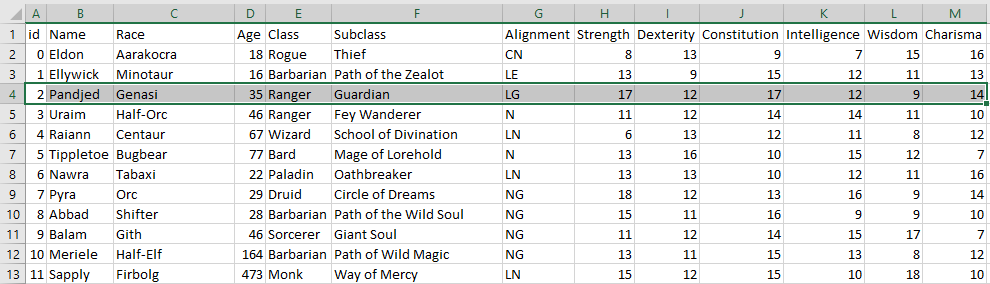 A B C D E F G H I J K L M
1 id Name Race Age Class Subclass Alignment Strength Dexterity Constitution Intelligence Wisdom Charisma
2 0 Eldon Aarakocra 18 Rogue Thief CN 8 13 9 7 15 16
3 1 Ellywick Minotaur 16 Barbarian Path of the Zealot LE 13 9 15 12 11 13
4 2 Pandjed Genasi 35 Ranger Guardian LG 17 12 17 12 9 14
5 3 Uraim Half-Orc 46 Ranger Fey Wanderer N 11 12 14 14 11 10
6 4 Raiann Centaur 67 Wizard School of Divination LN 6 13 12 11 8 12
7 5 Tippletoe Bugbear 77 Bard Mage of Lorehold N 13 16 10 15 12 7
8 6 Nawra Tabaxi 22 Paladin Oathbreaker LN 13 13 10 12 11 16
9 7 Pyra Orc 29 Druid Circle of Dreams NG 18 12 13 16 9 14
10 8 Abbad Shifter 28 Barbarian Path of the Wild Soul NG 15 11 16 9 9 10
11 9 Balam Gith 46 Sorcerer Giant Soul NG 11 12 14 15 17 7
12 10 Meriele Half-Elf 164 Barbarian Path of Wild Magic NG 13 11 15 13 8 12
13 11 Sapply Firbolg 473 Monk Way of Mercy LN 15 12 15 10 18 10